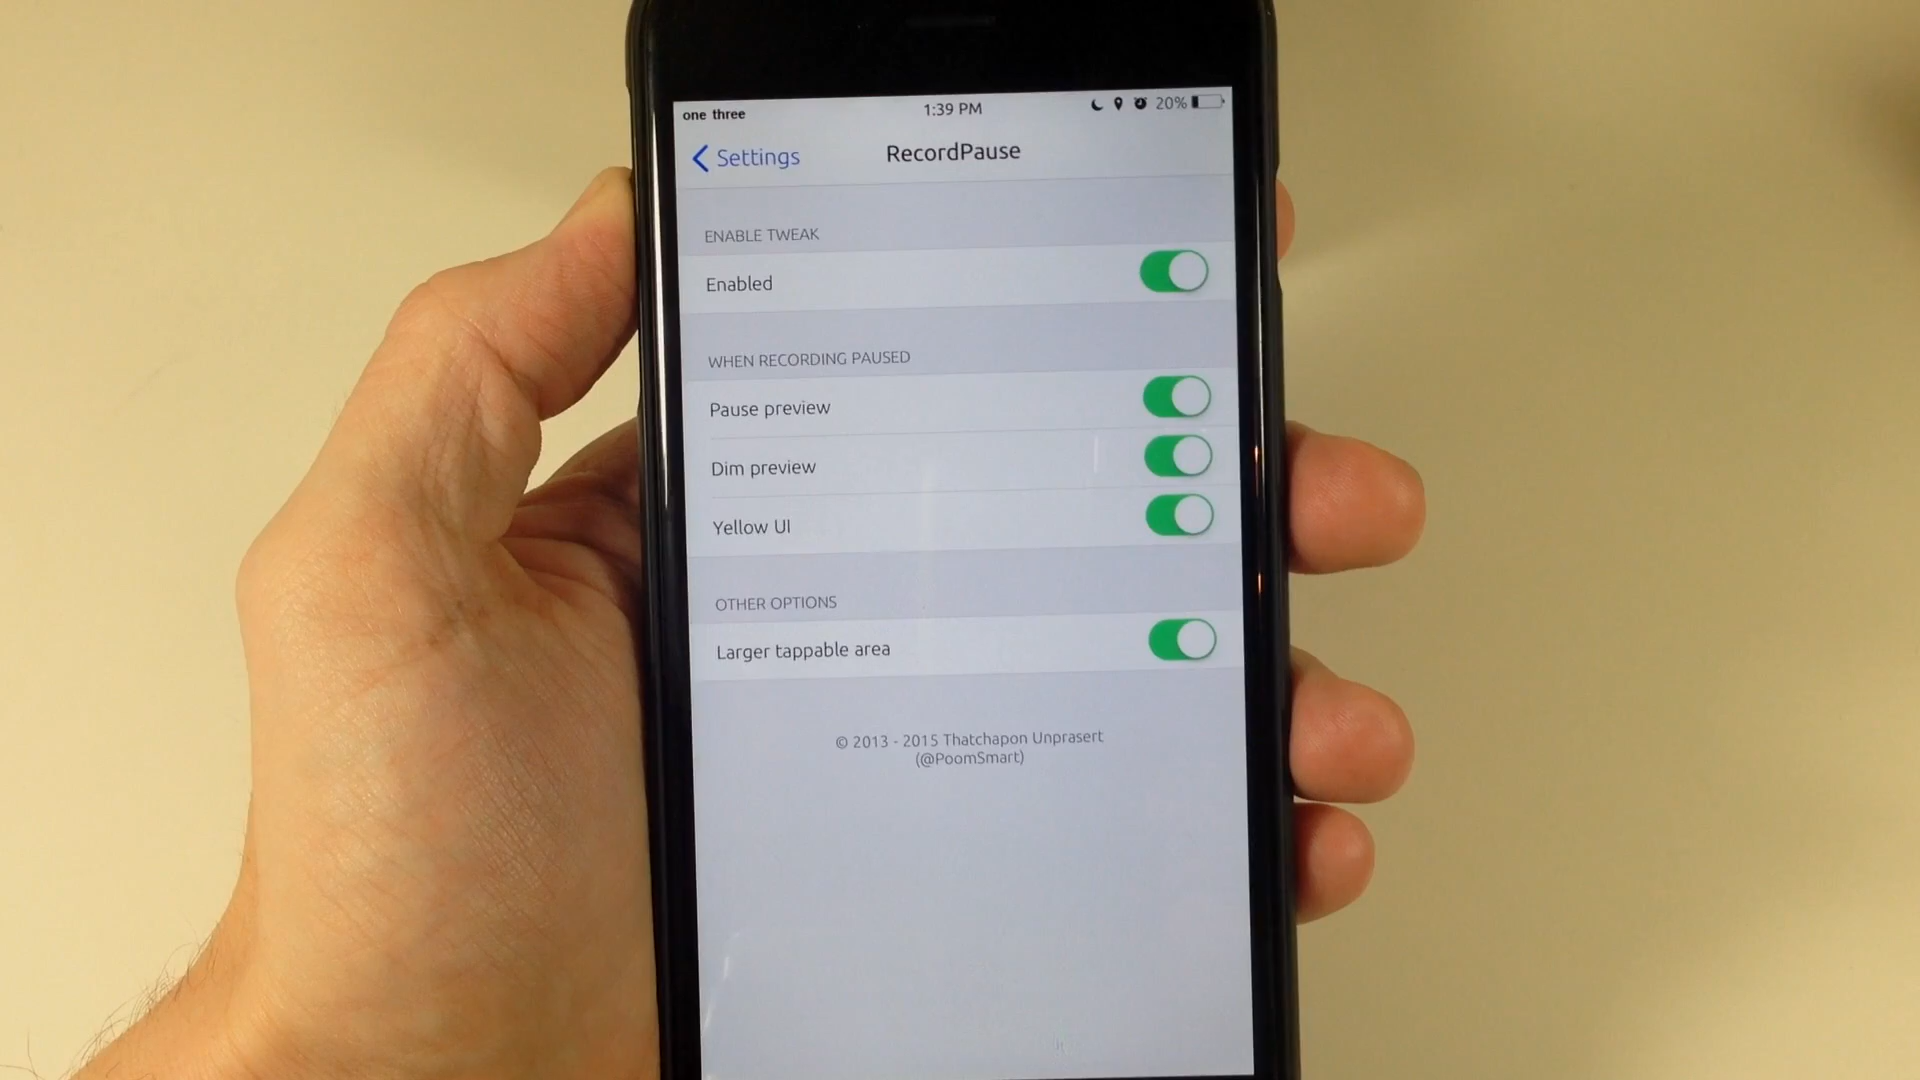 one three 1:39 PM 20%
Settings RecordPause
ENABLE TWEAK
Enabled
WHEN RECORDING PAUSED
Pause preview
Dim preview
Yellow UI
OTHER OPTIONS
Larger tappable area
© 2013 - 2015 Thatchapon Unprasert
(@PoomSmart)